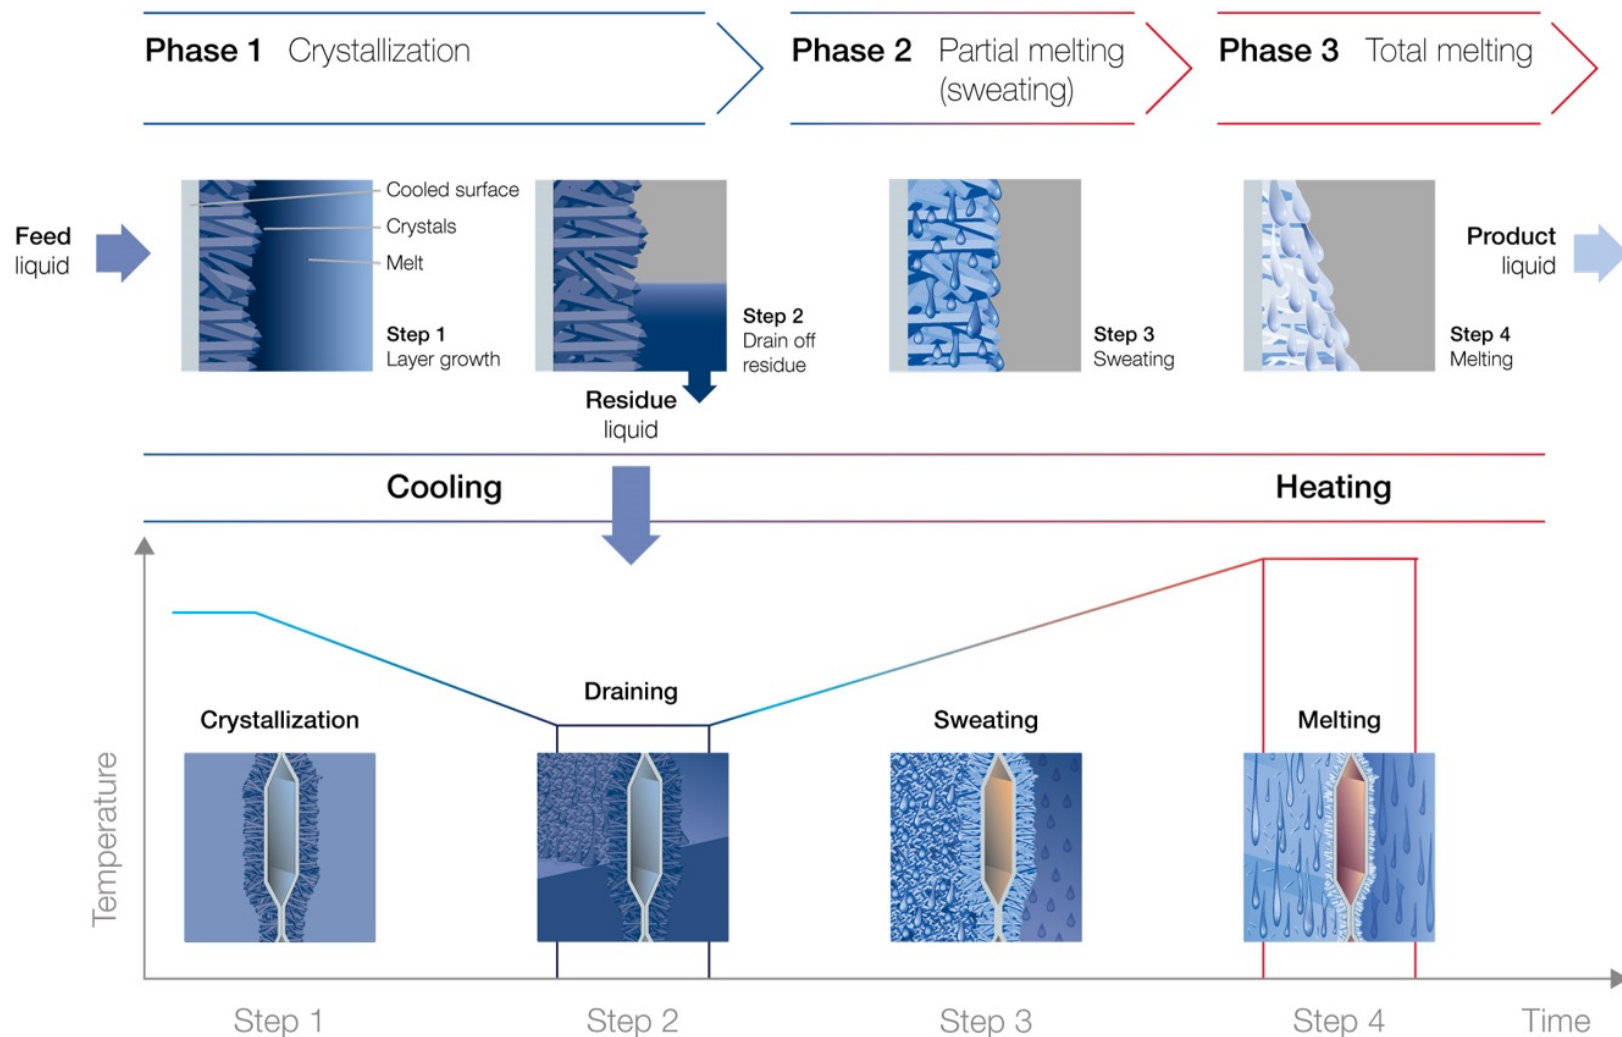 Phase 1 Crystallization
Phase 2 Partial melting
(sweating)
Phase 3 Total melting
Feed
liquid
Cooled surface
Crystals
Melt
Step 1
Layer growth
Step 2
Drain off
residue
Residue
liquid
Step 3
Sweating
Step 4
Melting
Product
liquid
Cooling
Heating
Temperature
Crystallization
Draining
Sweating
Melting
Step 1
Step 2
Step 3
Step 4
Time